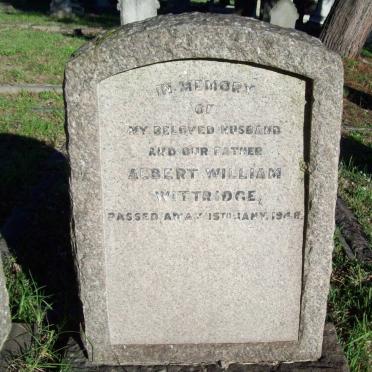 IN MEMORY
OF
MY BELOVED HUSBAND
AND OUR FATHER
ALBERT WILLIAM
WITTRIDGE,
PASSED AWAY 15TH JANY, 1948.